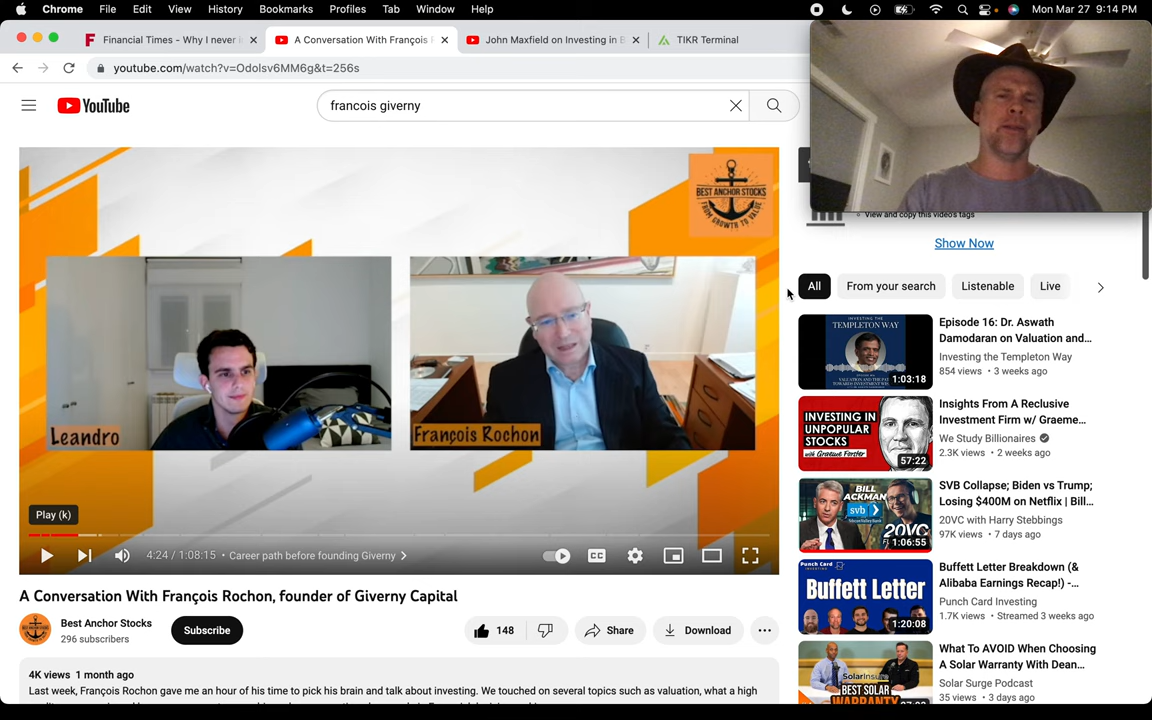 Chrome File Edit View History Bookmarks Profiles Tab Window Help Mon Mar 27 9:14 PM
Financial Times - Why I never
A Conversation With François
John Maxfield on Investing in B
TIKR Terminal
youtube.com/watch?v=OdoIsv6MM6g&t=256s
YouTube
francois giverny
BEST ANCHOR STOCKS
FROM GROWTH TO VALUE
Leandro
François Rochon
Play (k)
4:24 / 1:08:15 • Career path before founding Giverny
CC
A Conversation With François Rochon, founder of Giverny Capital
Best Anchor Stocks
296 subscribers
Subscribe
148
Share
Download
4K views 1 month ago
Last week, François Rochon gave me an hour of his time to pick his brain and talk about investing. We touched on several topics such as valuation, what a high
View and copy this video's tags
Show Now
All
From your search
Listenable
Live
INVESTING THE
TEMPLETON WAY
1:03:18
Episode 16: Dr. Aswath
Damodaran on Valuation and...
Investing the Templeton Way
854 views • 3 weeks ago
INVESTING IN
UNPOPULAR
STOCKS
with Graeme Forster
57:22
Insights From A Reclusive
Investment Firm w/ Graeme...
We Study Billionaires
2.3K views • 2 weeks ago
BILL
ACKMAN
svb
20VC
1:06:55
SVB Collapse; Biden vs Trump;
Losing $400M on Netflix | Bill...
20VC with Harry Stebbings
97K views • 7 days ago
Punch Card Investing
Buffett Letter
1:20:08
Buffett Letter Breakdown (&
Alibaba Earnings Recap!) -...
Punch Card Investing
1.7K views • Streamed 3 weeks ago
SolarInsure
BEST SOLAR
WARRANTY
What To AVOID When Choosing
A Solar Warranty With Dean...
Solar Surge Podcast
35 views • 3 days ago